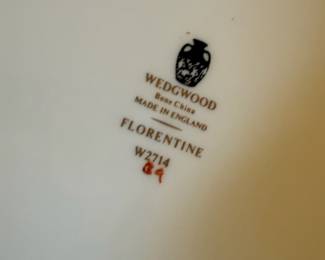 WEDGWOOD
Bone China
MADE IN ENGLAND
FLORENTINE
W2714